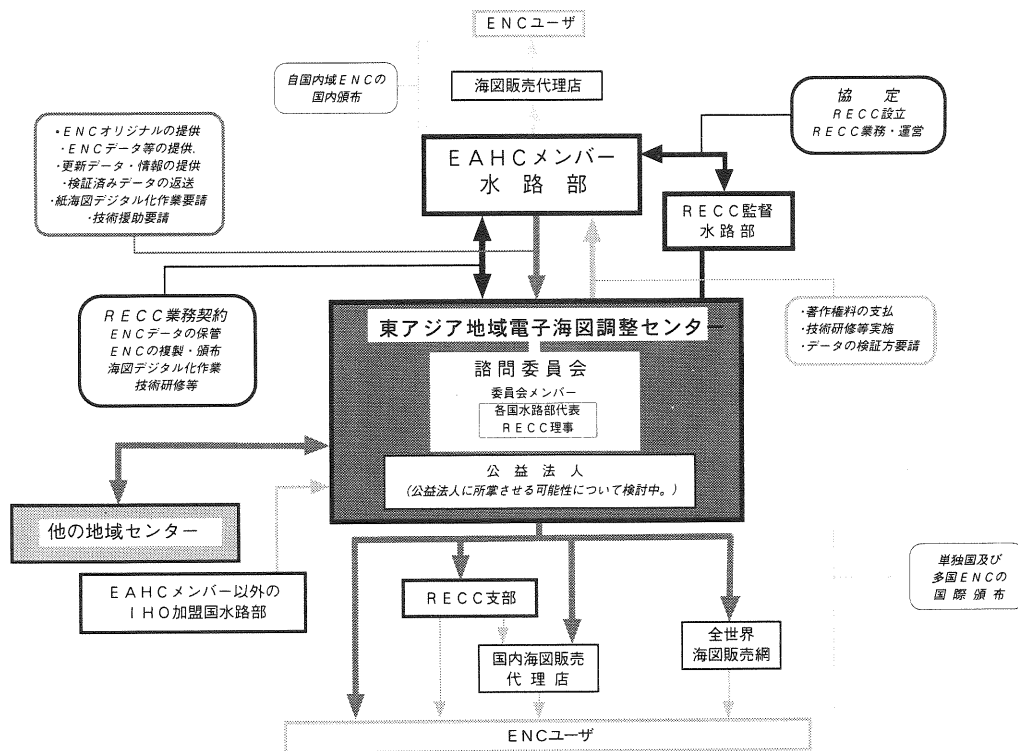 ENCユーザ
自国内域ENCの
国内頒布
海図販売代理店
協 定
RECC設立
RECC業務・運営
・ENCオリジナルの提供
・ENCデータ等の提供.
・更新データ・情報の提供
・検証済みデータの返送
・紙海図デジタル化作業要請
・技術援助要請
EAHCメンバー
水 路 部
RECC監督
水 路 部
RECC業務契約
ENCデータの保管
ENCの複製・頒布
海図デジタル化作業
技術研修等
・著作権料の支払
・技術研修等実施
・データの検証方要請
東アジア地域電子海図調整センター
諮問委員会
委員会メンバー
各国水路部代表
RECC理事
公 益 法 人
(公益法人に所掌させる可能性について検討中。)
他の地域センター
EAHCメンバー以外の
IHO加盟国水路部
RECC支部
国内海図販売
代 理 店
全世界
海図販売網
単独国及び
多国ENCの
国 際 頒 布
ENCユーザ